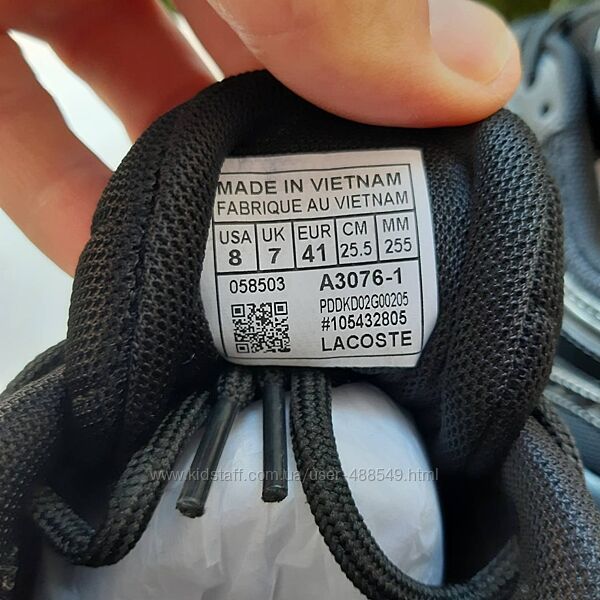 MADE IN VIETNAM
FABRIQUE AU VIETNAM
USA UK EUR CM MM
8 7 41 25.5 255
058503 A3076-1
PDDKD02G00205
#105432805
LACOSTE
www.kidstaff.com.ua/user-488549.html